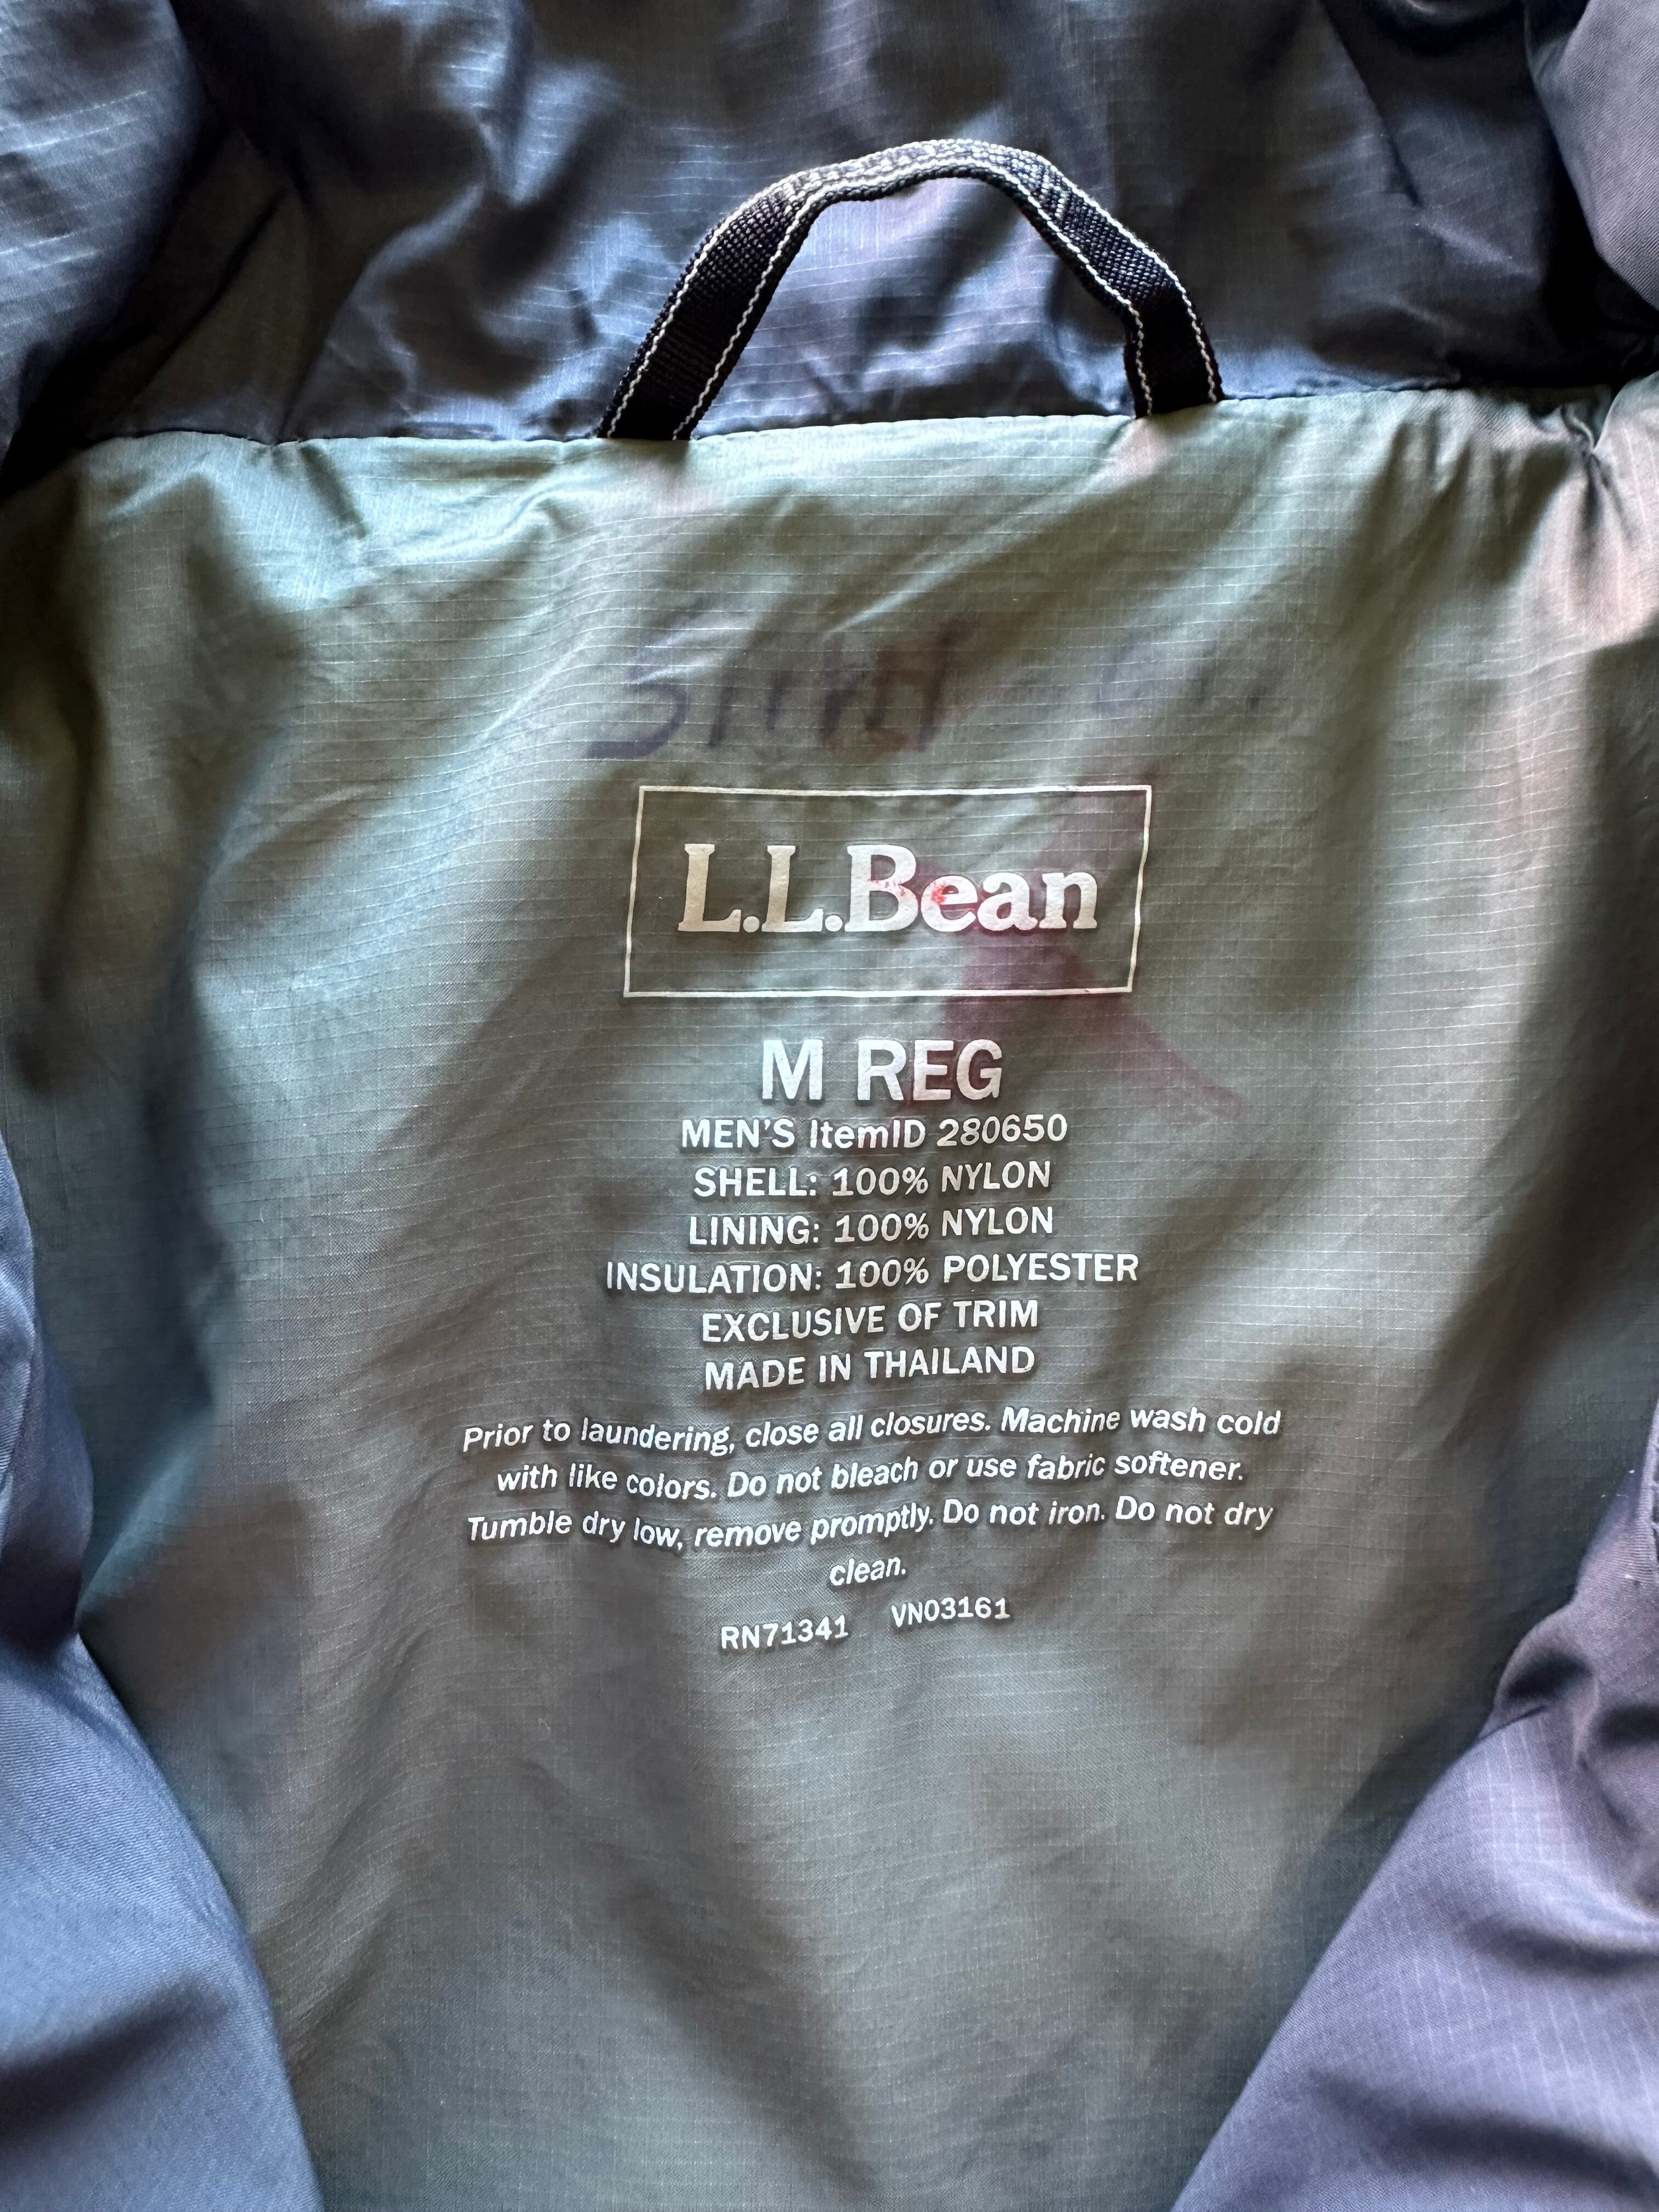 L.L.Bean
M REG
MEN'S ItemID 280650
SHELL: 100% NYLON
LINING: 100% NYLON
INSULATION: 100% POLYESTER
EXCLUSIVE OF TRIM
MADE IN THAILAND
Prior to laundering, close all closures. Machine wash cold
with like colors. Do not bleach or use fabric softener.
Tumble dry low, remove promptly. Do not iron. Do not dry
clean.
RN71341 VN03161